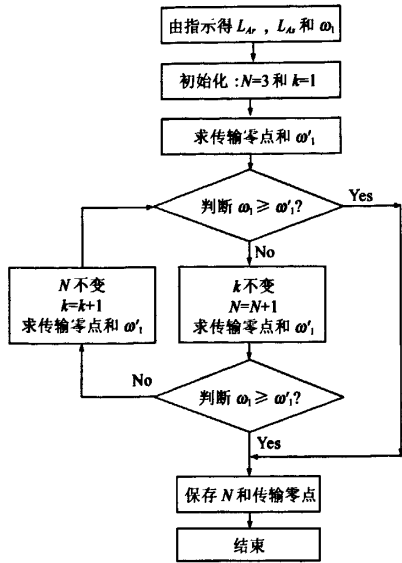 由指示得 L_Ar , L_As 和 ω₁
初始化 :N=3 和 k=1
求传输零点和 ω′₁
判断 ω₁ ≥ ω′₁?
Yes
No
N 不变
k=k+1
求传输零点和 ω′₁
k不变
N=N+1
求传输零点和 ω′₁
No
判断 ω₁ ≥ ω′₁?
Yes
保存 N 和传输零点
结束